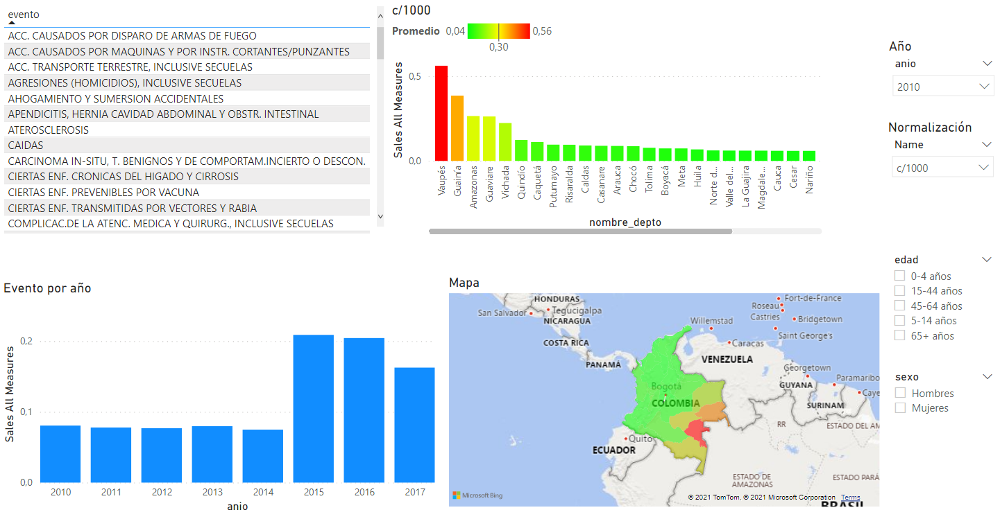 evento
ACC. CAUSADOS POR DISPARO DE ARMAS DE FUEGO
ACC. CAUSADOS POR MAQUINAS Y POR INSTR. CORTANTES/PUNZANTES
ACC. TRANSPORTE TERRESTRE, INCLUSIVE SECUELAS
AGRESIONES (HOMICIDIOS), INCLUSIVE SECUELAS
AHOGAMIENTO Y SUMERSION ACCIDENTALES
APENDICITIS, HERNIA CAVIDAD ABDOMINAL Y OBSTR. INTESTINAL
ATEROSCLEROSIS
CAIDAS
CARCINOMA IN-SITU, T. BENIGNOS Y DE COMPORTAM.INCIERTO O DESCON.
CIERTAS ENF. CRONICAS DEL HIGADO Y CIRROSIS
CIERTAS ENF. PREVENIBLES POR VACUNA
CIERTAS ENF. TRANSMITIDAS POR VECTORES Y RABIA
COMPLICAC.DE LA ATENC. MEDICA Y QUIRURG., INCLUSIVE SECUELAS
c/1000
Promedio 0,04 0,56
0,30
Sales All Measures
0,5
0,0
Vaupés
Guainía
Amazonas
Guaviare
Vichada
Quindío
Caquetá
Putumayo
Risaralda
Caldas
Casanare
Arauca
Chocó
Tolima
Boyacá
Meta
Huila
Norte d...
Valle del...
La Guajira
Magdale...
Cauca
Cesar
Nariño
nombre_depto
Año
anio
2010
Normalización
Name
c/1000
edad
0-4 años
15-44 años
45-64 años
5-14 años
65+ años
sexo
Hombres
Mujeres
Evento por año
Sales All Measures
0,2
0,1
0,0
2010
2011
2012
2013
2014
2015
2016
2017
anio
Mapa
HONDURAS
Tegucigalpa
San Salvador
NICARAGUA
COSTA RICA
PANAMÁ
Fort-de-France
Roseau
Castries
Bridgetown
Willemstad
Saint George's
Caracas
VENEZUELA
Georgetown
Paramaribo
GUYANA
Caye
SURINAM
Bogotá
COLOMBIA
RR
ESTADO DEL AM
Quito
ECUADOR
ESTADO DE
AMAZONAS
ESTADO PARÁ
BRASIL
Microsoft Bing
© 2021 TomTom, © 2021 Microsoft Corporation Terms